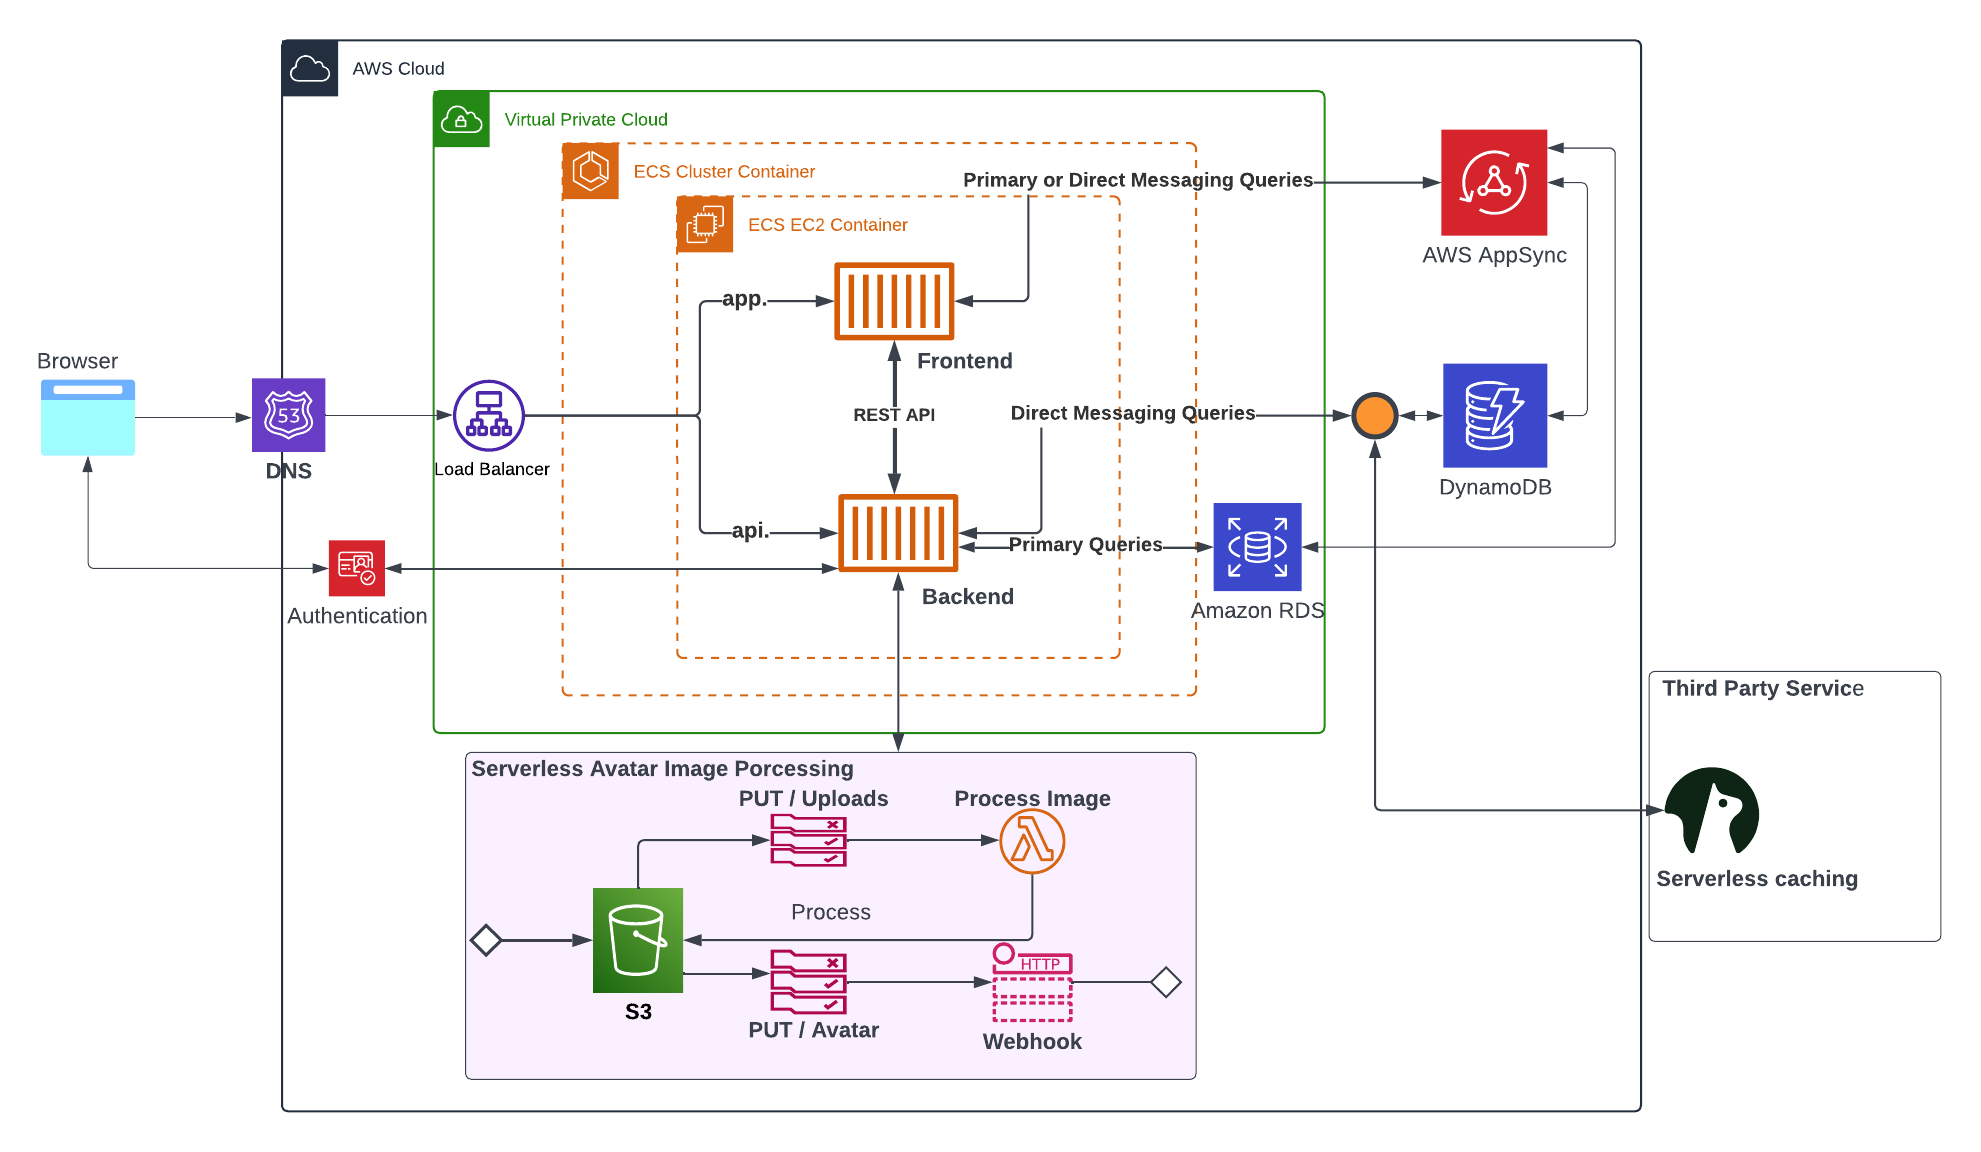 AWS Cloud
Virtual Private Cloud
ECS Cluster Container
Primary or Direct Messaging Queries
ECS EC2 Container
AWS AppSync
app.
Frontend
Browser
53
DNS
Load Balancer
REST API
Direct Messaging Queries
DynamoDB
api.
Primary Queries
Backend
Authentication
Amazon RDS
Third Party Service
Serverless caching
Serverless Avatar Image Porcessing
PUT / Uploads
Process Image
Process
S3
PUT / Avatar
HTTP
Webhook